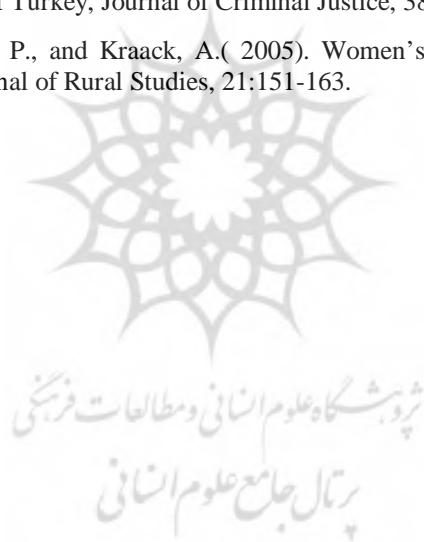 f Turkey, Journal of Criminal Justice, 58
P., and Kraack, A.( 2005). Women's
nal of Rural Studies, 21:151-163.
پژوهشگاه علوم انسانی و مطالعات فرهنگی
پرتال جامع علوم انسانی